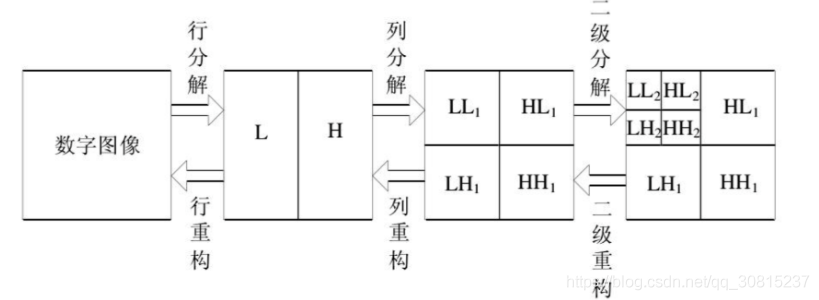 行分解
列分解
二级分解
数字图像
L
H
LL₁
HL₁
LH₁
HH₁
LL₂
HL₂
LH₂
HH₂
HL₁
LH₁
HH₁
行重构
列重构
二级重构
https://blog.csdn.net/qq_30815237